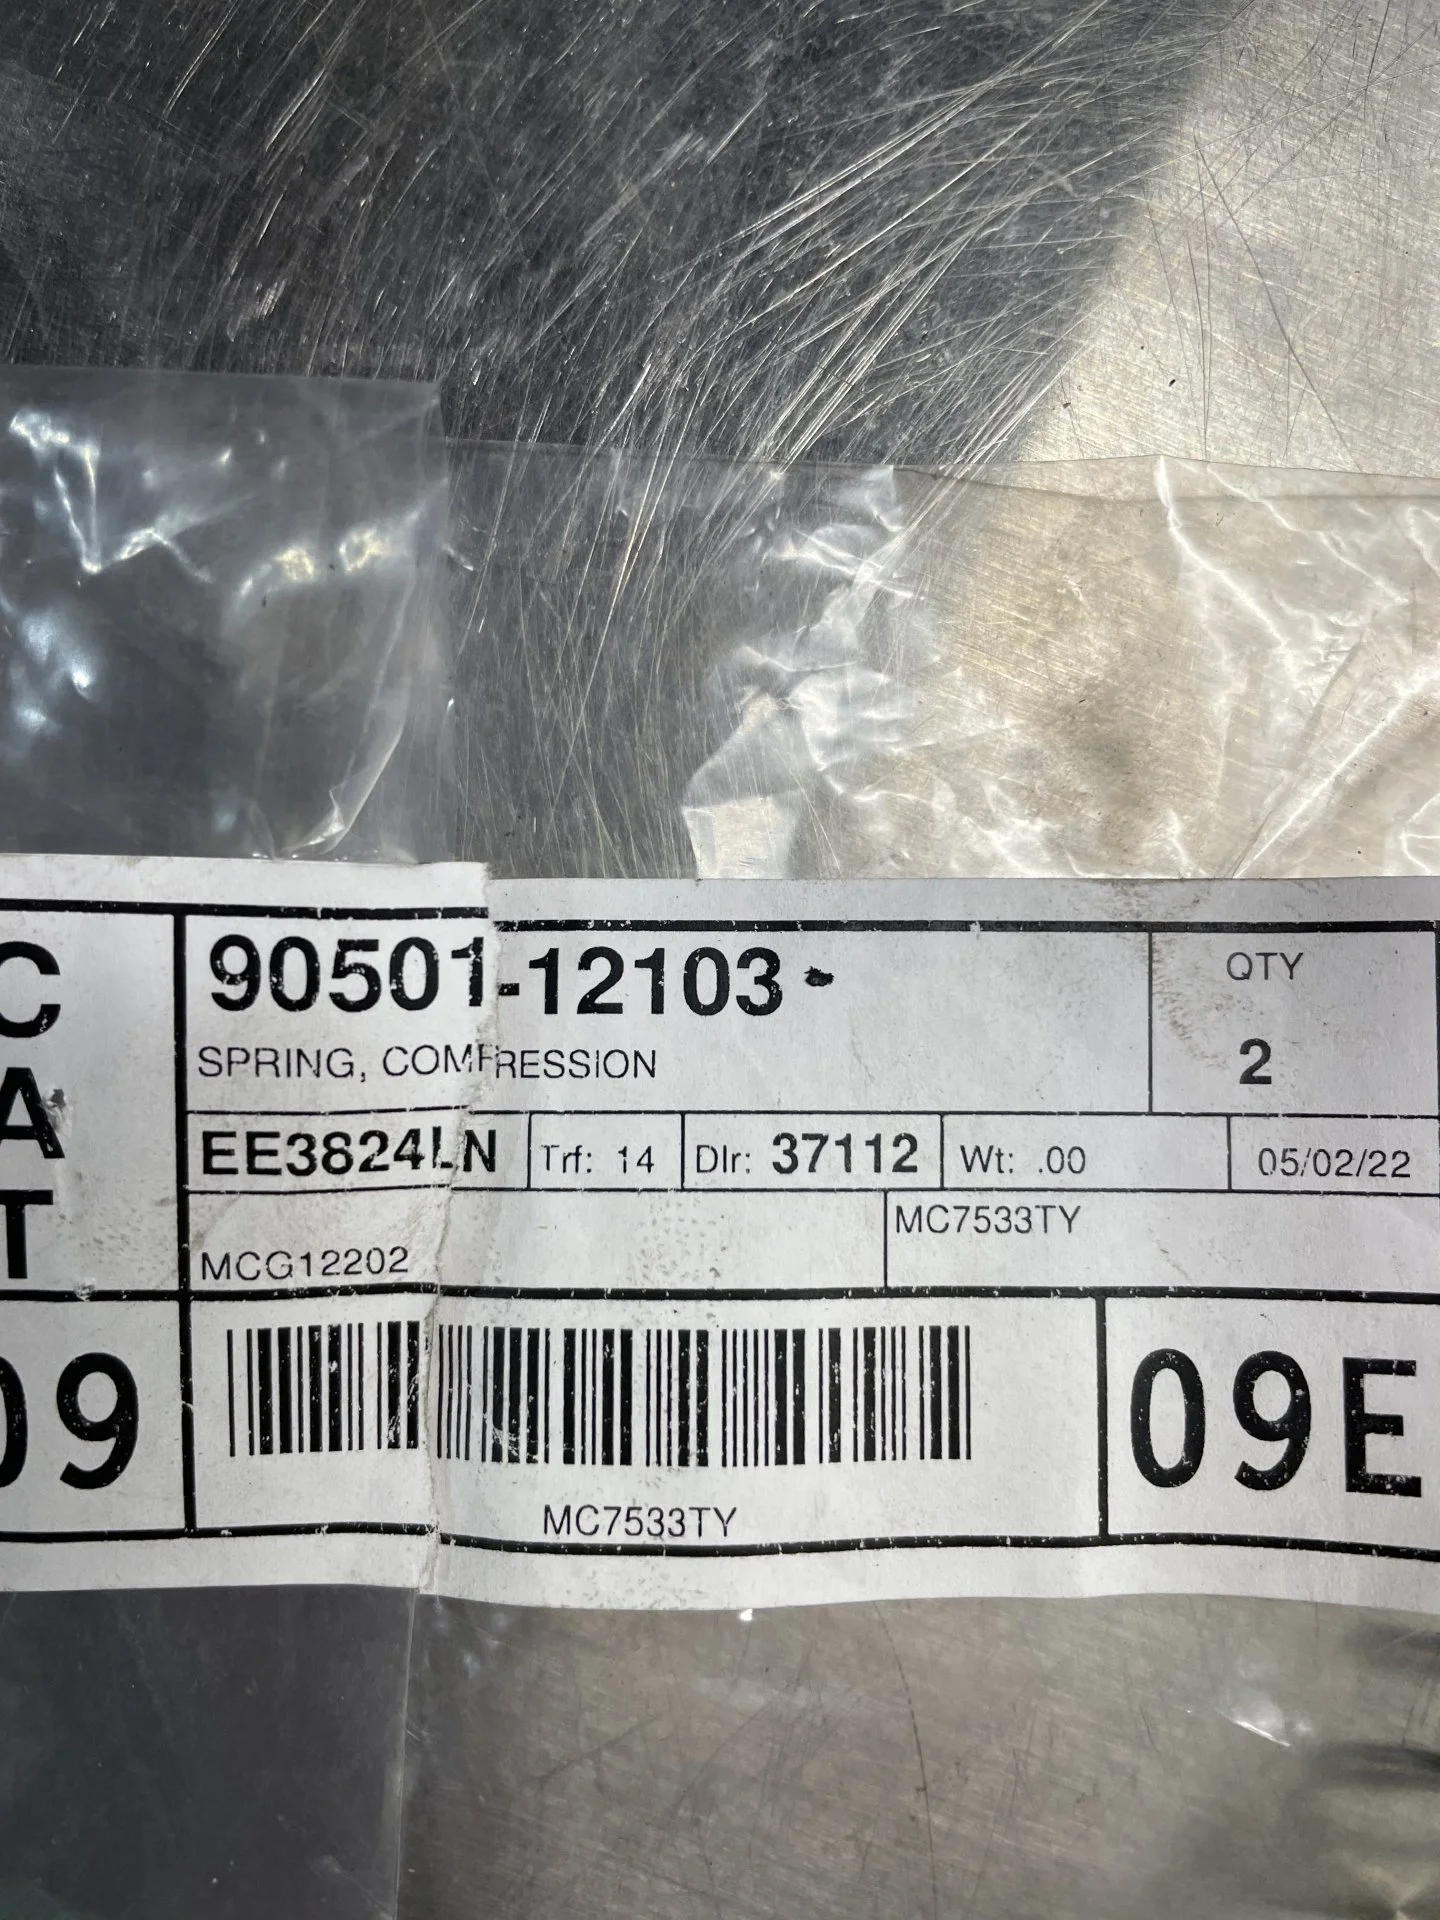 C
A
T
90501-12103-
SPRING, COMPRESSION
QTY
2
EE3824LN
Trf: 14
Dlr: 37112
Wt: .00
05/02/22
MCG12202
MC7533TY
09
MC7533TY
09E